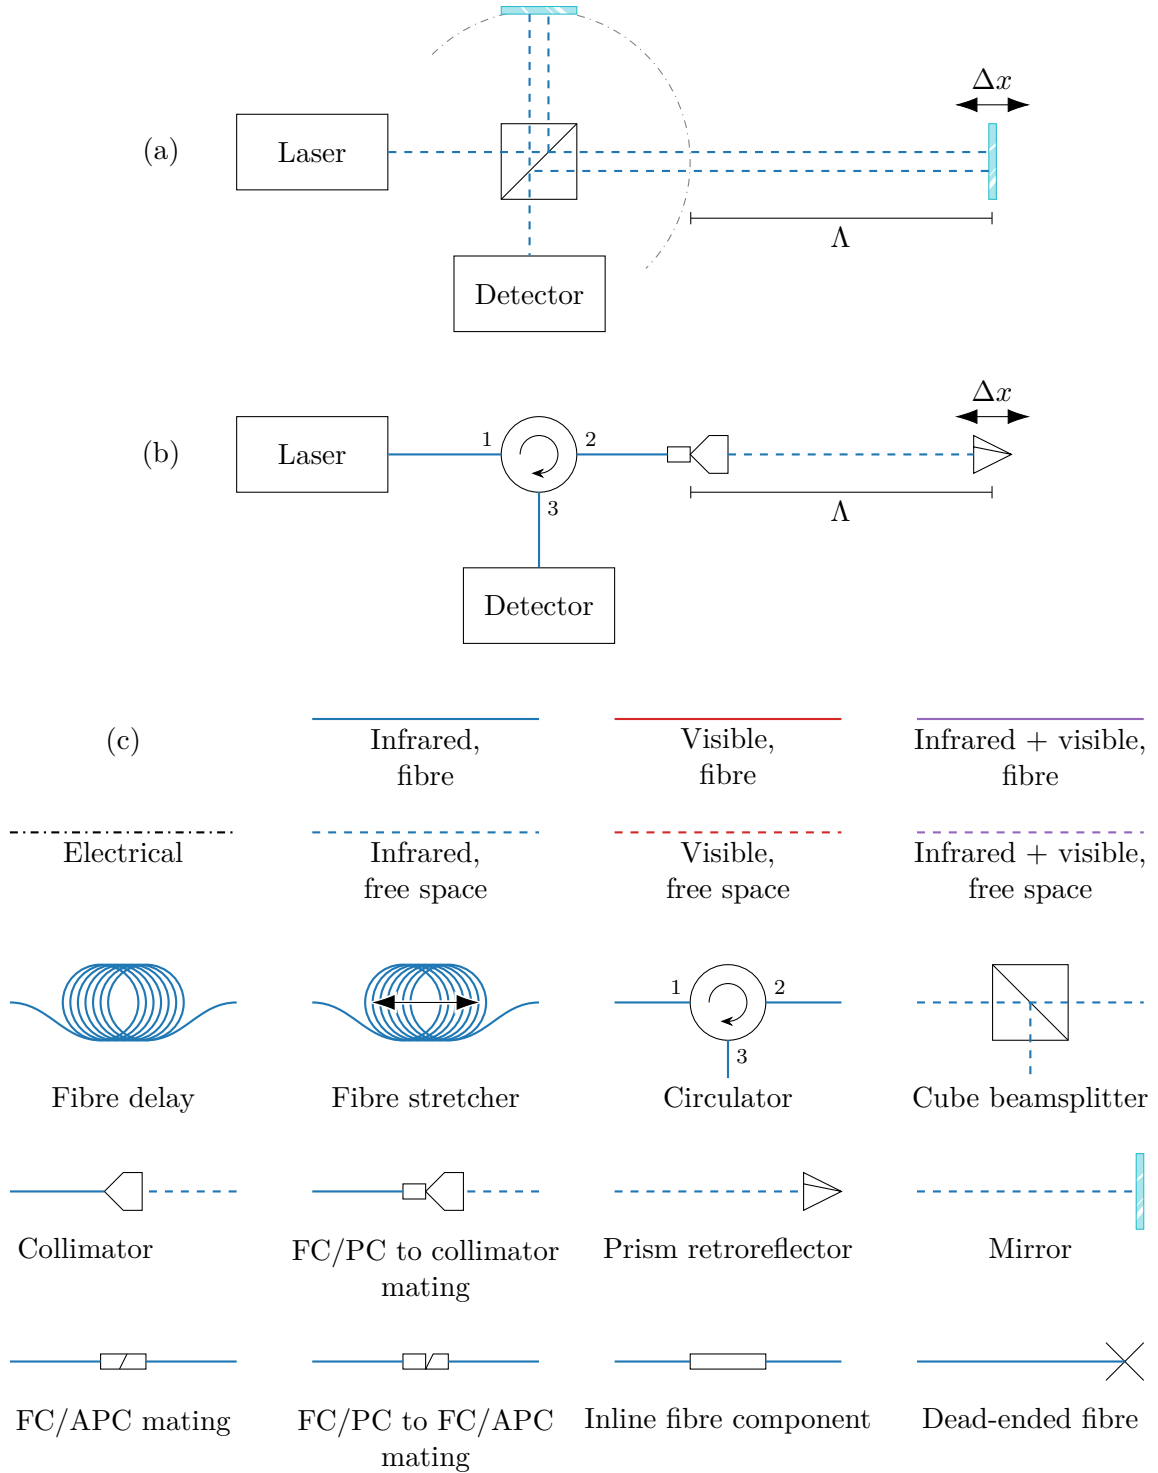 Δx
(a)
Laser
Λ
Detector
Δx
(b)
Laser
1
2
3
Λ
Detector
(c)
Infrared,
fibre
Visible,
fibre
Infrared + visible,
fibre
Electrical
Infrared,
free space
Visible,
free space
Infrared + visible,
free space
1
2
3
Fibre delay
Fibre stretcher
Circulator
Cube beamsplitter
Collimator
FC/PC to collimator
mating
Prism retroreflector
Mirror
FC/APC mating
FC/PC to FC/APC
mating
Inline fibre component
Dead-ended fibre